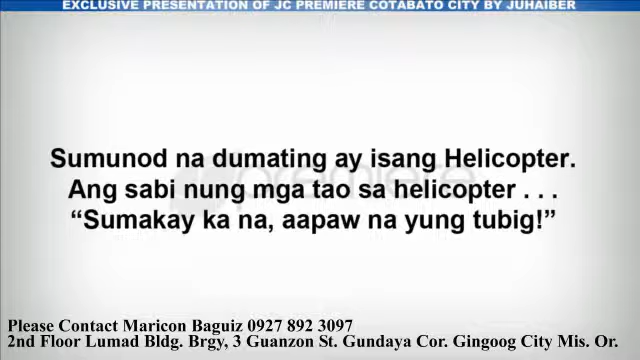 EXCLUSIVE PRESENTATION OF JC PREMIERE COTABATO CITY BY JUHAIBER
Sumunod na dumating ay isang Helicopter.
Ang sabi nung mga tao sa helicopter . . .
“Sumakay ka na, aapaw na yung tubig!”
premiere
Please Contact Maricon Baguiz 0927 892 3097
2nd Floor Lumad Bldg. Brgy, 3 Guanzon St. Gundaya Cor. Gingoog City Mis. Or.